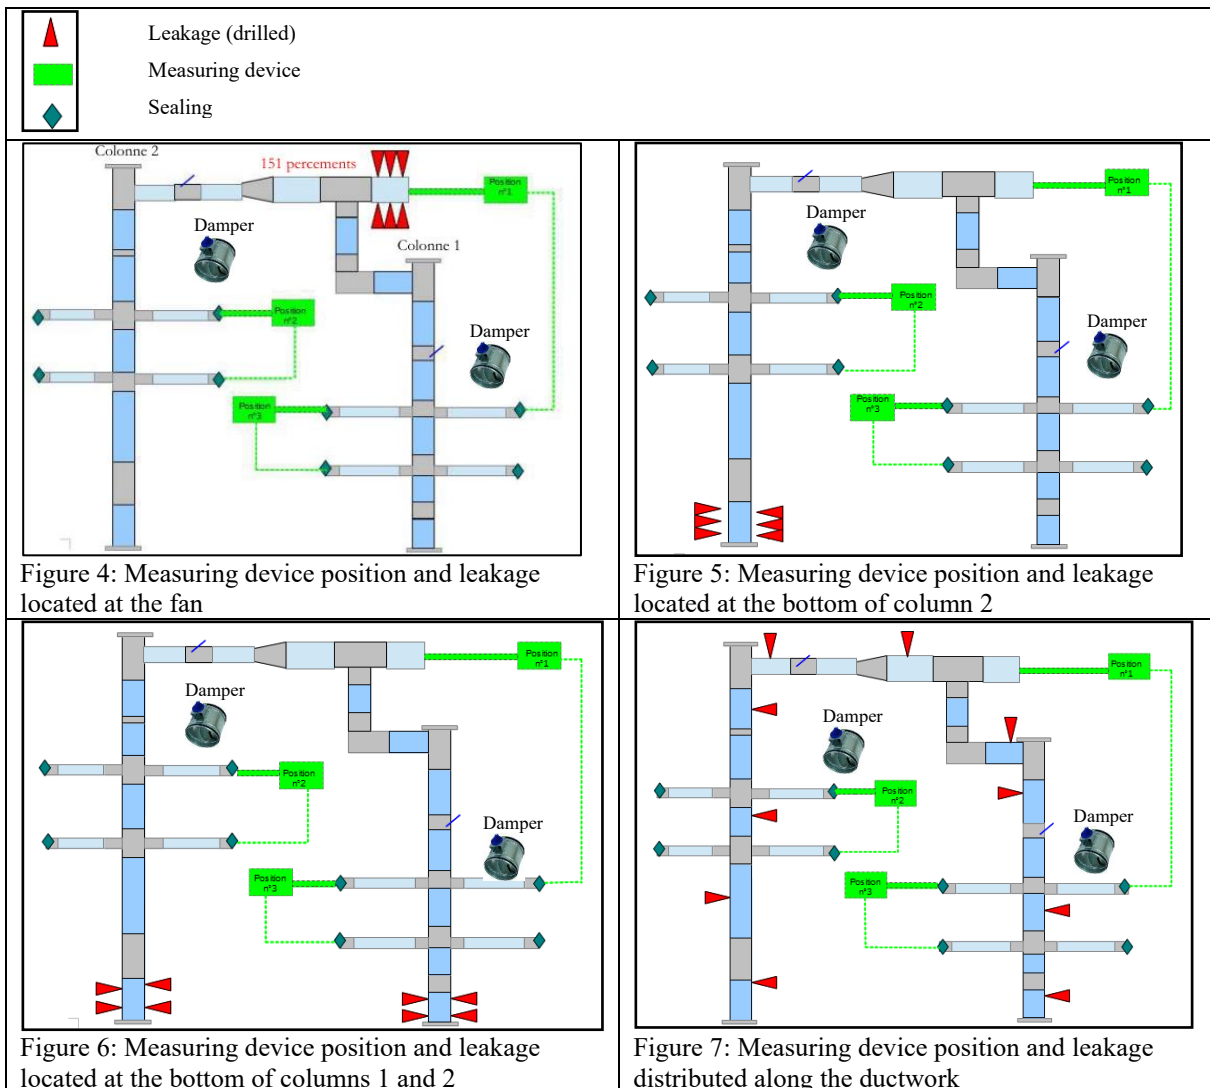 Leakage (drilled)
Measuring device
Sealing
Colonne 2
151 percements
Position
n°1
Damper
Colonne 1
Position
n°2
Damper
Position
n°3
Figure 4: Measuring device position and leakage
located at the fan
Position
n°1
Damper
Position
n°2
Damper
Position
n°3
Figure 5: Measuring device position and leakage
located at the bottom of column 2
Position
n°1
Damper
Position
n°2
Damper
Position
n°3
Figure 6: Measuring device position and leakage
located at the bottom of columns 1 and 2
Position
n°1
Damper
Position
n°2
Damper
Position
n°3
Figure 7: Measuring device position and leakage
distributed along the ductwork